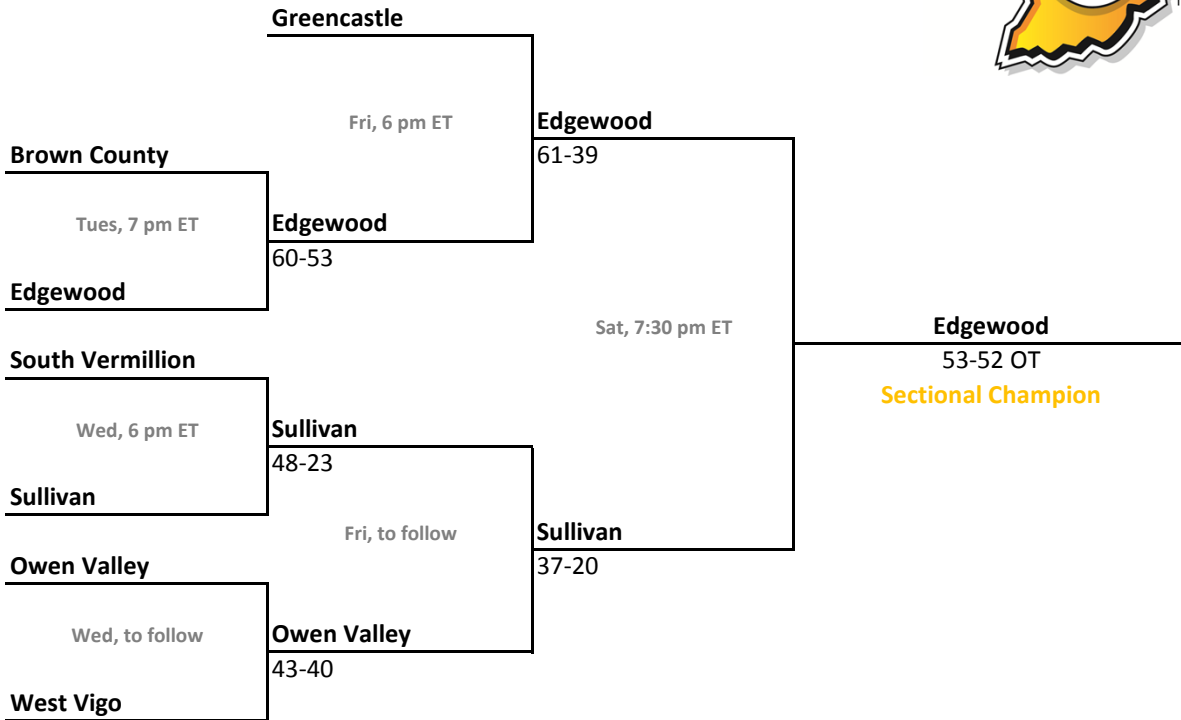 Greencastle
Fri, 6 pm ET
Edgewood
61-39
Brown County
Tues, 7 pm ET
Edgewood
60-53
Edgewood
Sat, 7:30 pm ET
Edgewood
53-52 OT
Sectional Champion
South Vermillion
Wed, 6 pm ET
Sullivan
48-23
Sullivan
Fri, to follow
Sullivan
37-20
Owen Valley
Wed, to follow
Owen Valley
43-40
West Vigo